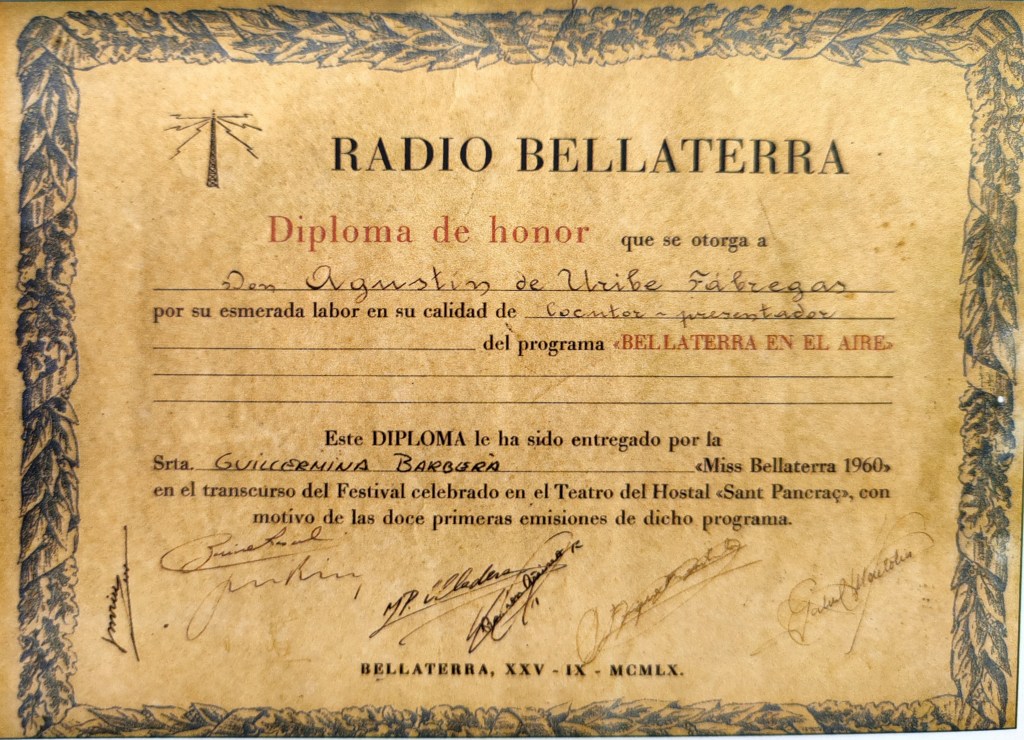 RADIO BELLATERRA
Diploma de honor que se otorga a
Don Agustín de Uribe Fábregas
por su esmerada labor en su calidad de locutor - presentador
del programa «BELLATERRA EN EL AIRE»
Este DIPLOMA le ha sido entregado por la
Srta. GUILLERMINA BARBERÀ «Miss Bellaterra 1960»
en el transcurso del Festival celebrado en el Teatro del Hostal «Sant Pancraç», con
motivo de las doce primeras emisiones de dicho programa.
BELLATERRA, XXV - IX - MCMLX.